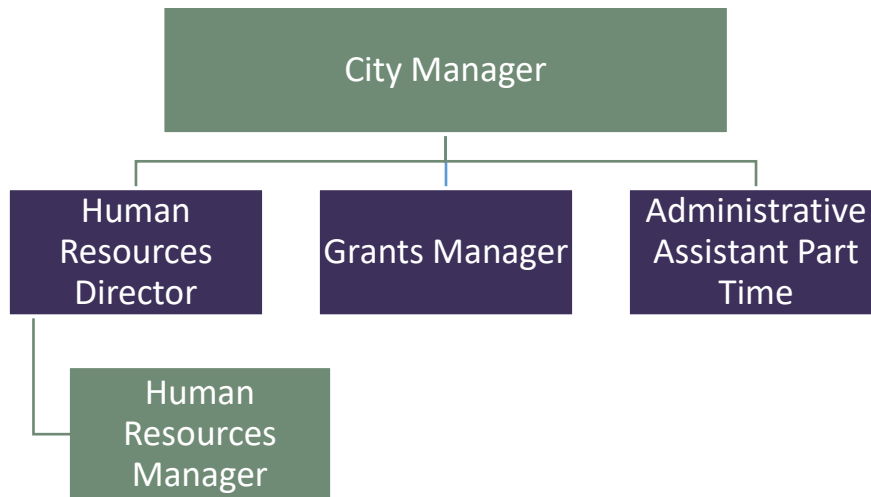 City Manager
Human
Resources
Director
Grants Manager
Administrative
Assistant Part
Time
Human
Resources
Manager